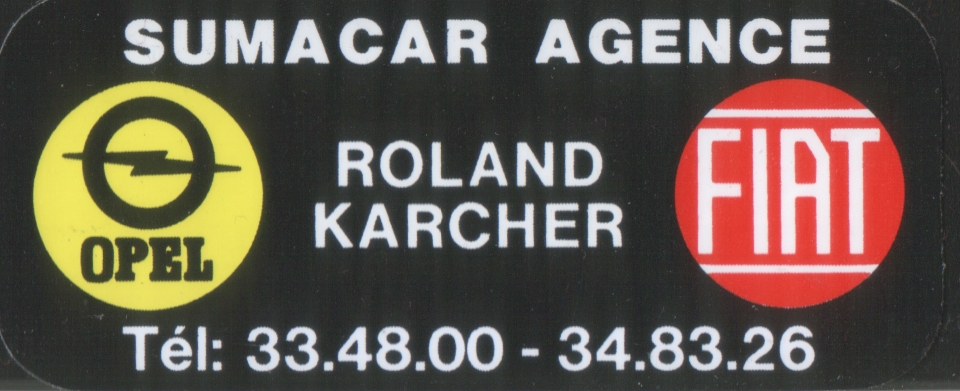 SUMACAR AGENCE
OPEL
ROLAND
KARCHER
FIAT
Tél: 33.48.00 - 34.83.26